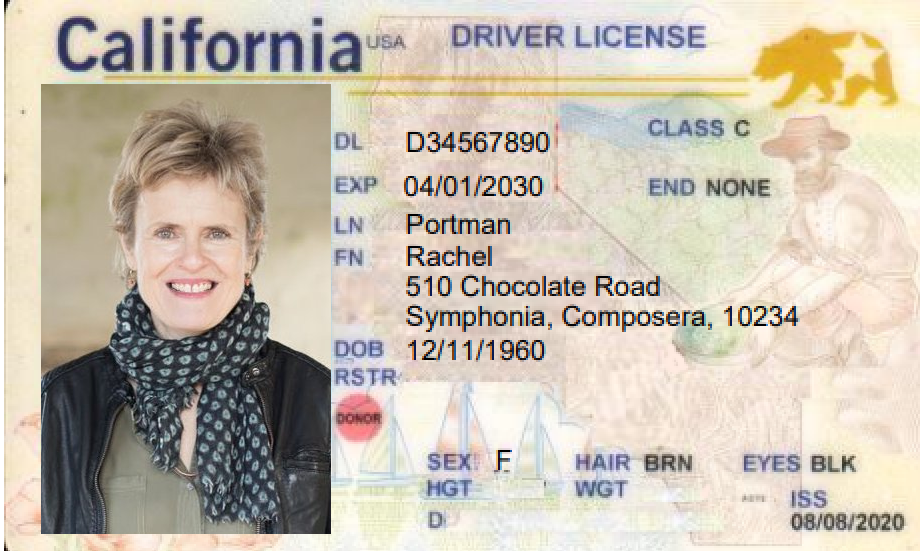 California USA DRIVER LICENSE
CLASS C
DL D34567890
EXP 04/01/2030
END NONE
LN Portman
FN Rachel
510 Chocolate Road
Symphonia, Composera, 10234
DOB 12/11/1960
RSTR
DONOR
SEX F HAIR BRN EYES BLK
HGT WGT
ISS
D 08/08/2020